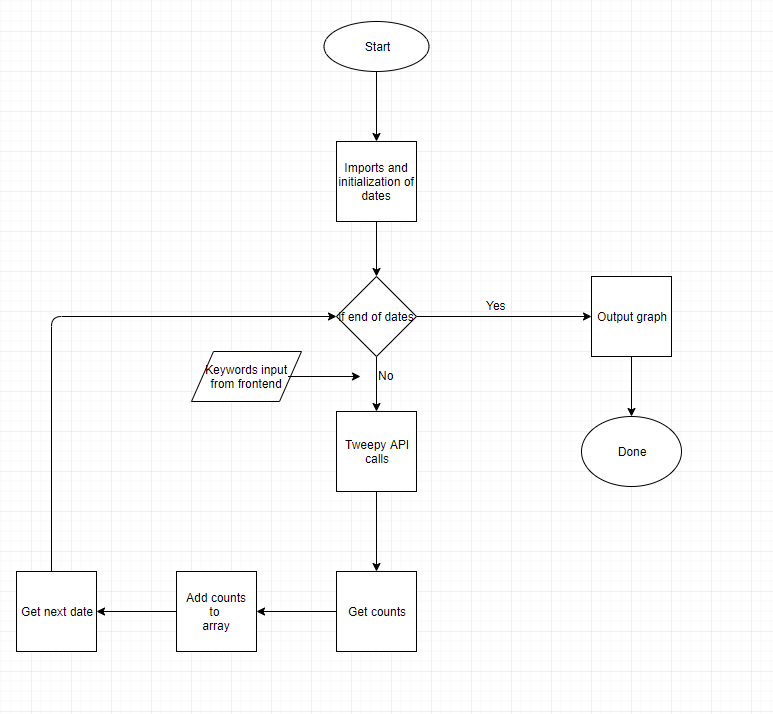 Start
Imports and
initialization of
dates
If end of dates
Yes
Output graph
Keywords input
from frontend
No
Tweepy API
calls
Done
Get next date
Add counts
to
array
Get counts